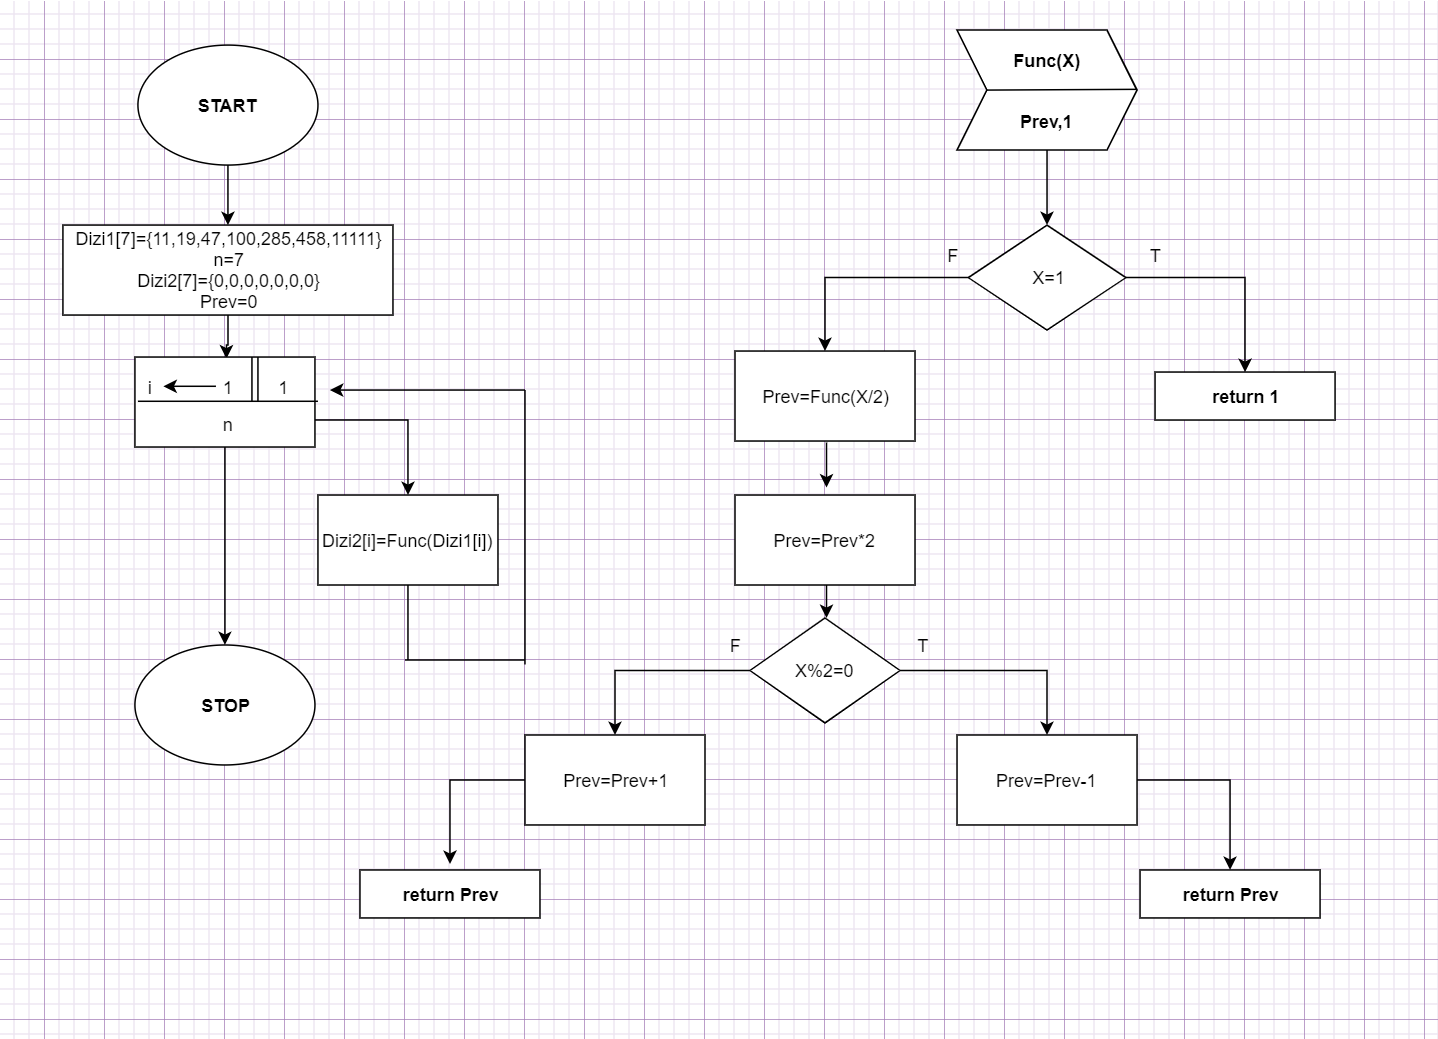 START
Dizi1[7]={11,19,47,100,285,458,11111}
n=7
Dizi2[7]={0,0,0,0,0,0,0}
Prev=0
i 1 1
n
Dizi2[i]=Func(Dizi1[i])
STOP
Func(X)
Prev,1
X=1
F
T
return 1
Prev=Func(X/2)
Prev=Prev*2
X%2=0
F
T
Prev=Prev+1
return Prev
Prev=Prev-1
return Prev